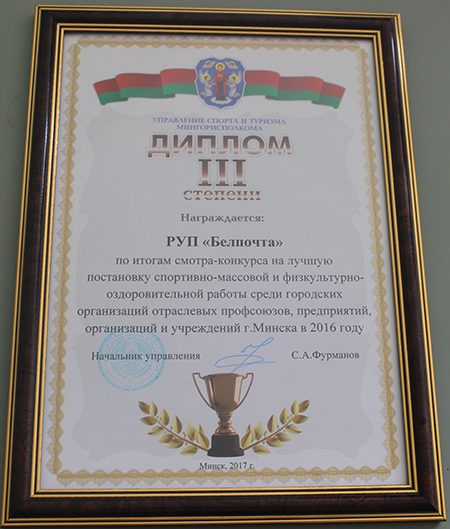 УПРАВЛЕНИЕ СПОРТА И ТУРИЗМА
МИНГОРИСПОЛКОМА
ДИПЛОМ
III
СТЕПЕНИ
Награждается:
РУП «Белпочта»
по итогам смотра-конкурса на лучшую
постановку спортивно-массовой и физкультурно-
оздоровительной работы среди городских
организаций отраслевых профсоюзов, предприятий,
организаций и учреждений г.Минска в 2016 году
Начальник управления С.А.Фурманов
Минск, 2017 г.